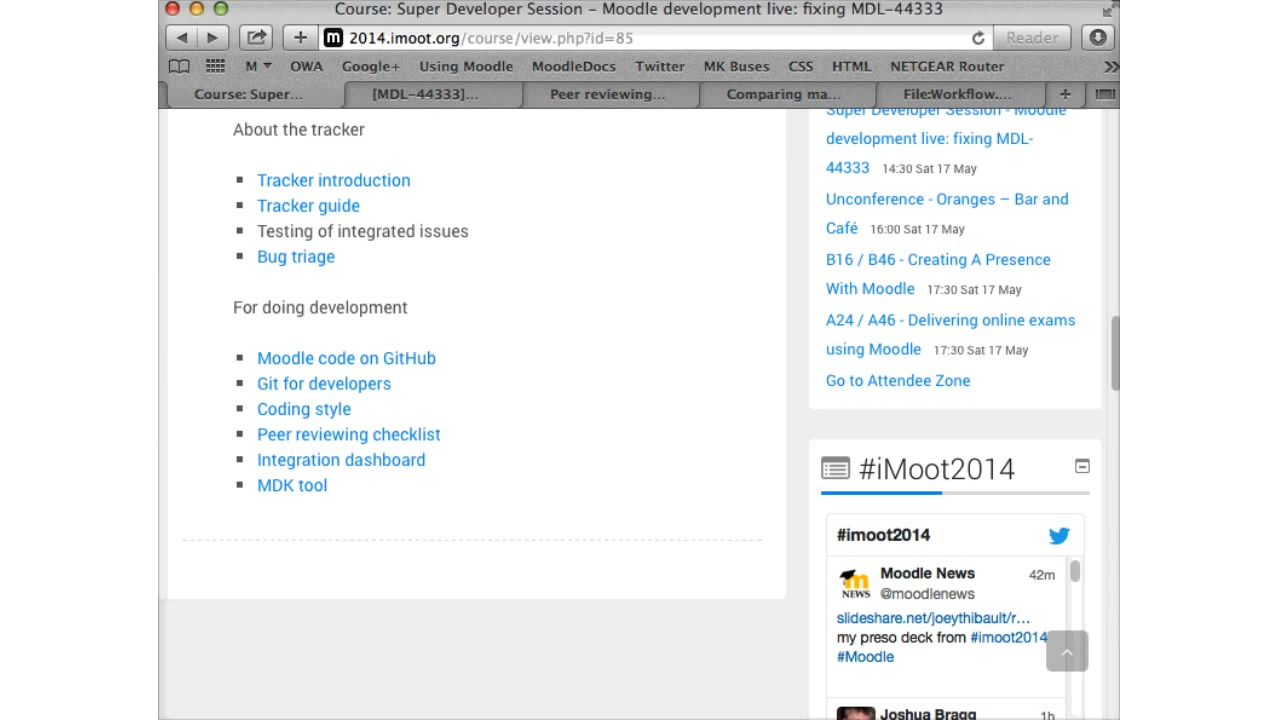 Course: Super Developer Session – Moodle development live: fixing MDL-44333
2014.imoot.org/course/view.php?id=85
Reader
M
OWA
Google+
Using Moodle
MoodleDocs
Twitter
MK Buses
CSS
HTML
NETGEAR Router
Course: Super...
[MDL-44333]...
Peer reviewing...
Comparing ma...
File:Workflow....
About the tracker
Tracker introduction
Tracker guide
Testing of integrated issues
Bug triage
For doing development
Moodle code on GitHub
Git for developers
Coding style
Peer reviewing checklist
Integration dashboard
MDK tool
Super Developer Session - Moodle
development live: fixing MDL-
44333 14:30 Sat 17 May
Unconference - Oranges – Bar and
Café 16:00 Sat 17 May
B16 / B46 - Creating A Presence
With Moodle 17:30 Sat 17 May
A24 / A46 - Delivering online exams
using Moodle 17:30 Sat 17 May
Go to Attendee Zone
#iMoot2014
#imoot2014
Moodle News 42m
@moodlenews
slideshare.net/joeythibault/r...
my preso deck from #imoot2014
#Moodle
m
NEWS
Joshua Bragg 1h